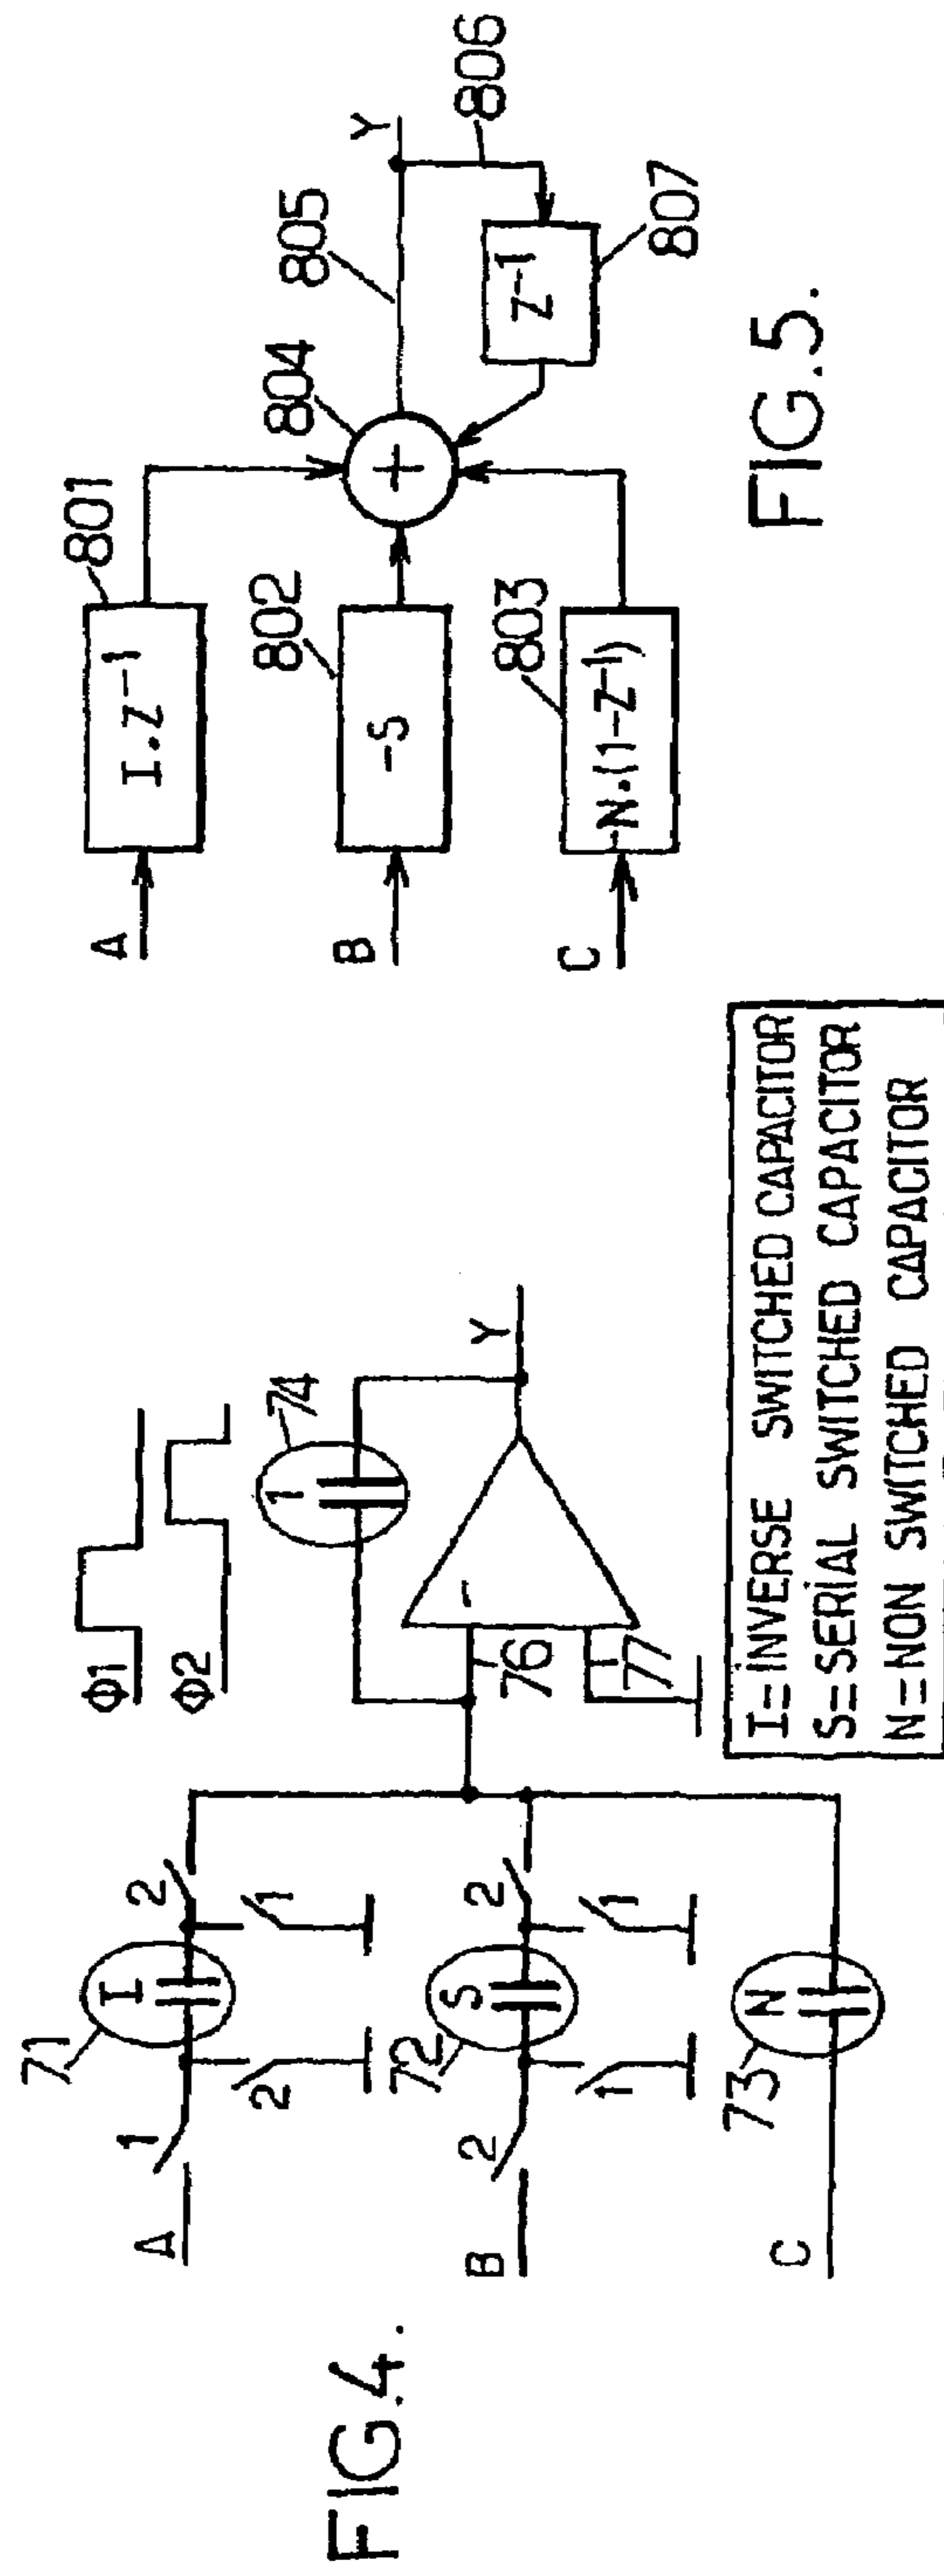 FIG.4.
A
1
71
I
2
2
1
B
2
72
S
2
1
1
C
73
N
Φ1
Φ2
1
74
-
76
77
Y
I=INVERSE SWITCHED CAPACITOR
S=SERIAL SWITCHED CAPACITOR
N=NON SWITCHED CAPACITOR
FIG.5.
A
I.Z⁻¹
801
B
-S
802
C
-N.(1-Z⁻¹)
803
+
804
805
Y
806
Z⁻¹
807